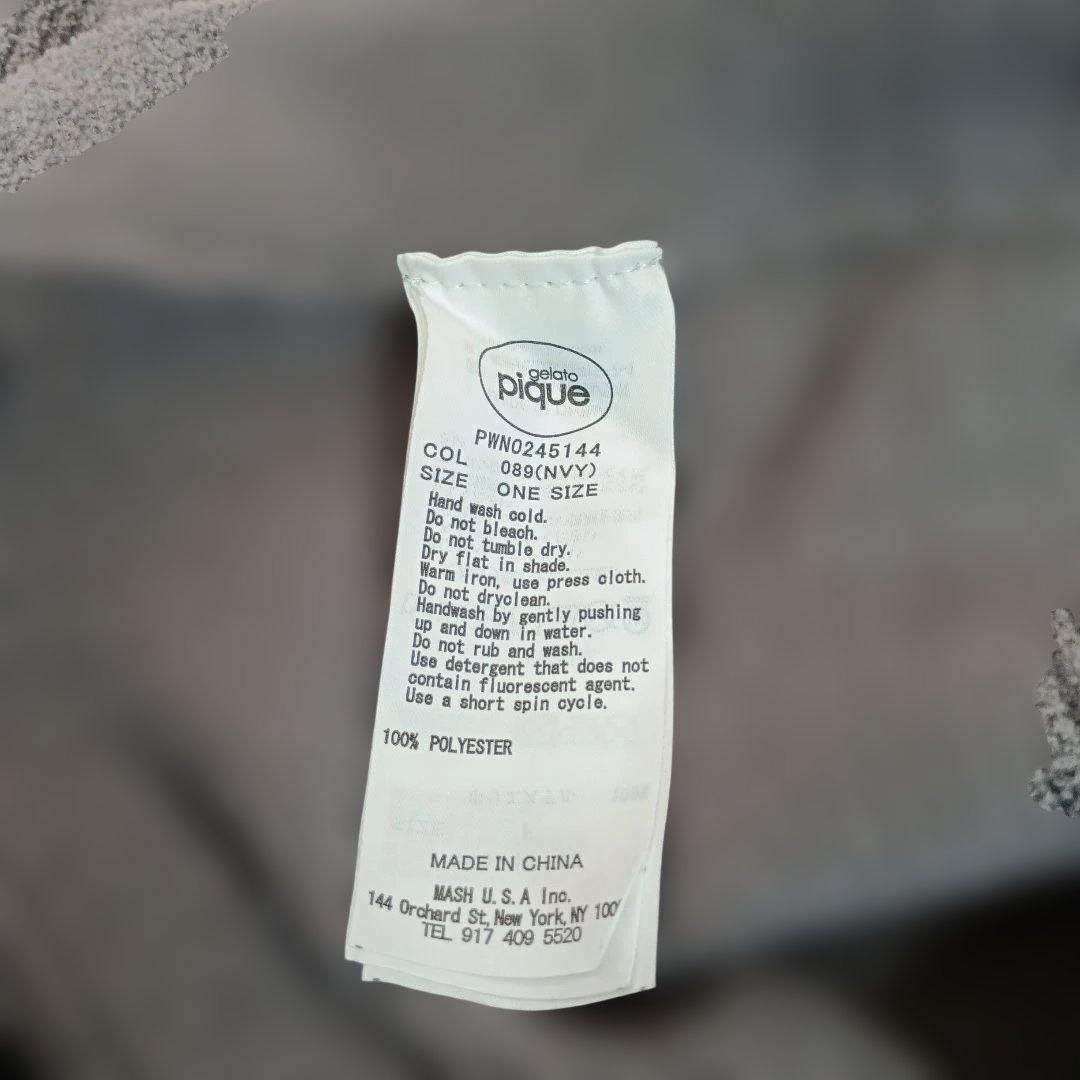 gelato
pique
PWNO245144
COL 089(NVY)
SIZE ONE SIZE
Hand wash cold.
Do not bleach.
Do not tumble dry.
Dry flat in shade.
Warm iron, use press cloth.
Do not dryclean.
Handwash by gently pushing
up and down in water.
Do not rub and wash.
Use detergent that does not
contain fluorescent agent.
Use a short spin cycle.
100% POLYESTER
MADE IN CHINA
MASH U.S.A Inc.
144 Orchard St, New York, NY
TEL 917 409 5520